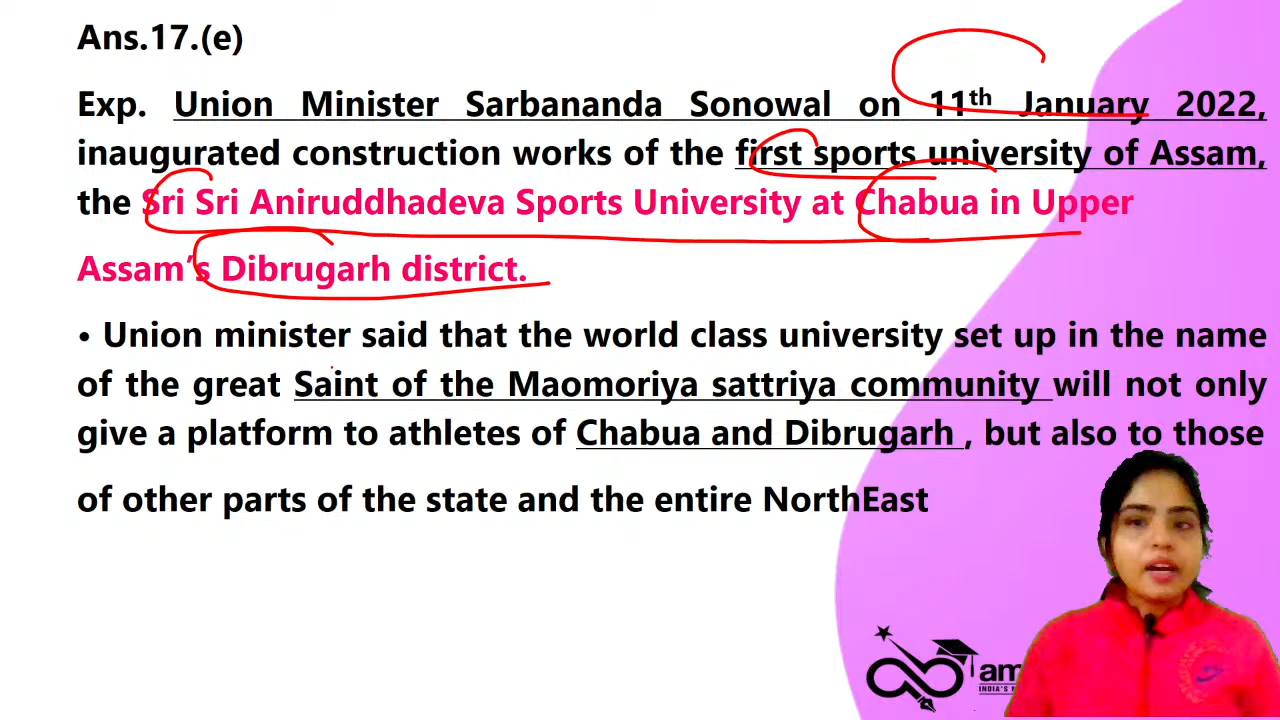 Ans.17.(e)
Exp. Union Minister Sarbananda Sonowal on 11th January 2022,
inaugurated construction works of the first sports university of Assam,
the Sri Sri Aniruddhadeva Sports University at Chabua in Upper
Assam's Dibrugarh district.
• Union minister said that the world class university set up in the name
of the great Saint of the Maomoriya sattriya community will not only
give a platform to athletes of Chabua and Dibrugarh , but also to those
of other parts of the state and the entire NorthEast
am
INDIA'S